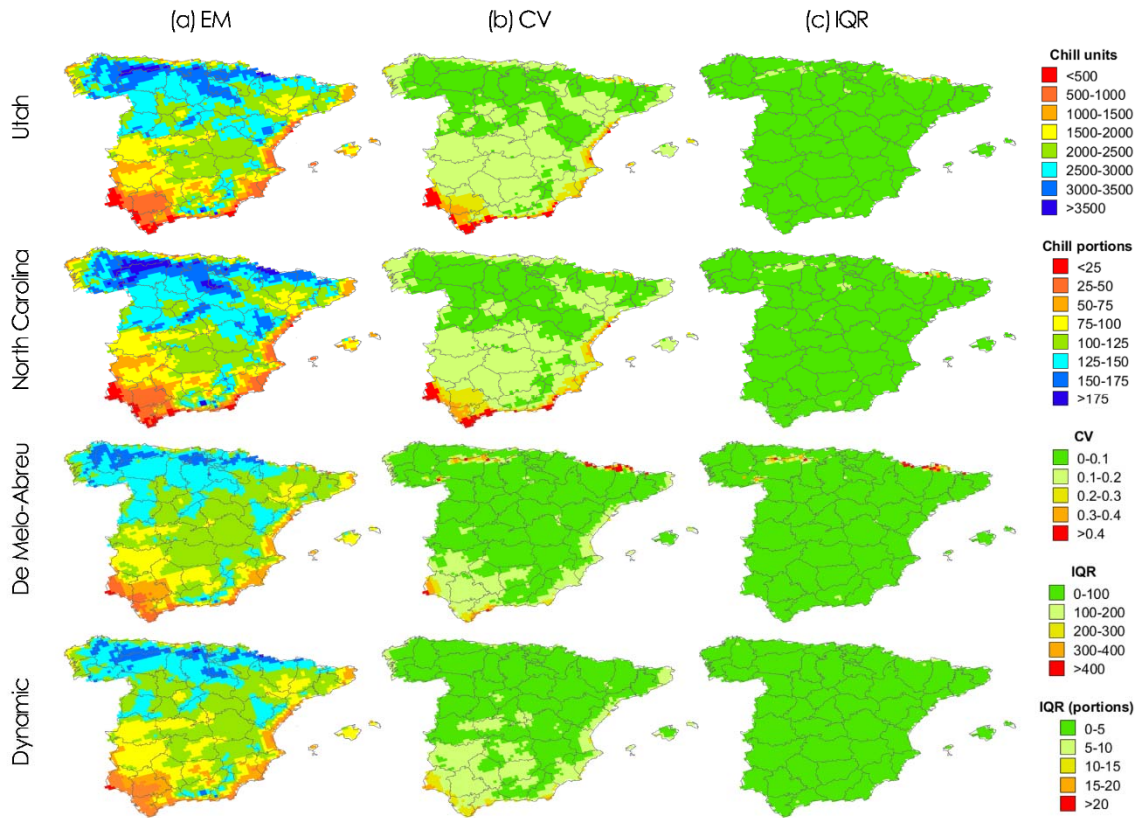 (a) EM
(b) CV
(c) IQR
Utah
North Carolina
De Melo-Abreu
Dynamic
Chill units
<500
500-1000
1000-1500
1500-2000
2000-2500
2500-3000
3000-3500
>3500
Chill portions
<25
25-50
50-75
75-100
100-125
125-150
150-175
>175
CV
0-0.1
0.1-0.2
0.2-0.3
0.3-0.4
>0.4
IQR
0-100
100-200
200-300
300-400
>400
IQR (portions)
0-5
5-10
10-15
15-20
>20